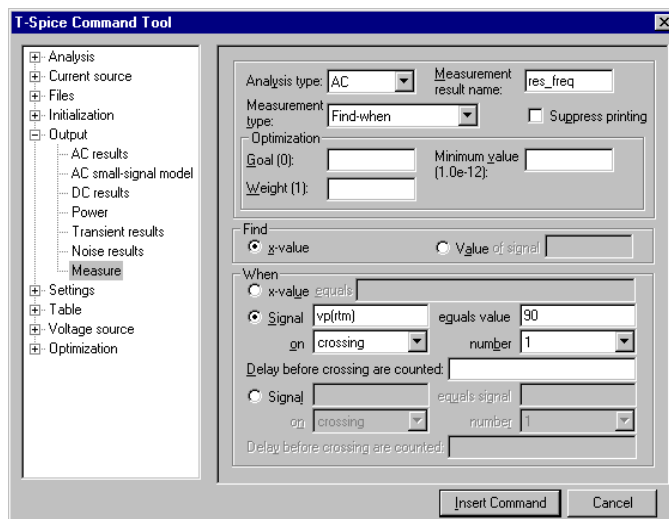 T-Spice Command Tool
Analysis
Current source
Files
Initialization
Output
AC results
AC small-signal model
DC results
Power
Transient results
Noise results
Measure
Settings
Table
Voltage source
Optimization
Analysis type: AC Measurement result name: res_freq
Measurement type: Find-when Suppress printing
Optimization
Goal (0): Minimum value (1.0e-12):
Weight (1):
Find
x-value Value of signal
When
x-value equals
Signal vp(rtm) equals value 90
on crossing number 1
Delay before crossing are counted:
Signal equals signal
on crossing number 1
Delay before crossing are counted:
Insert Command Cancel